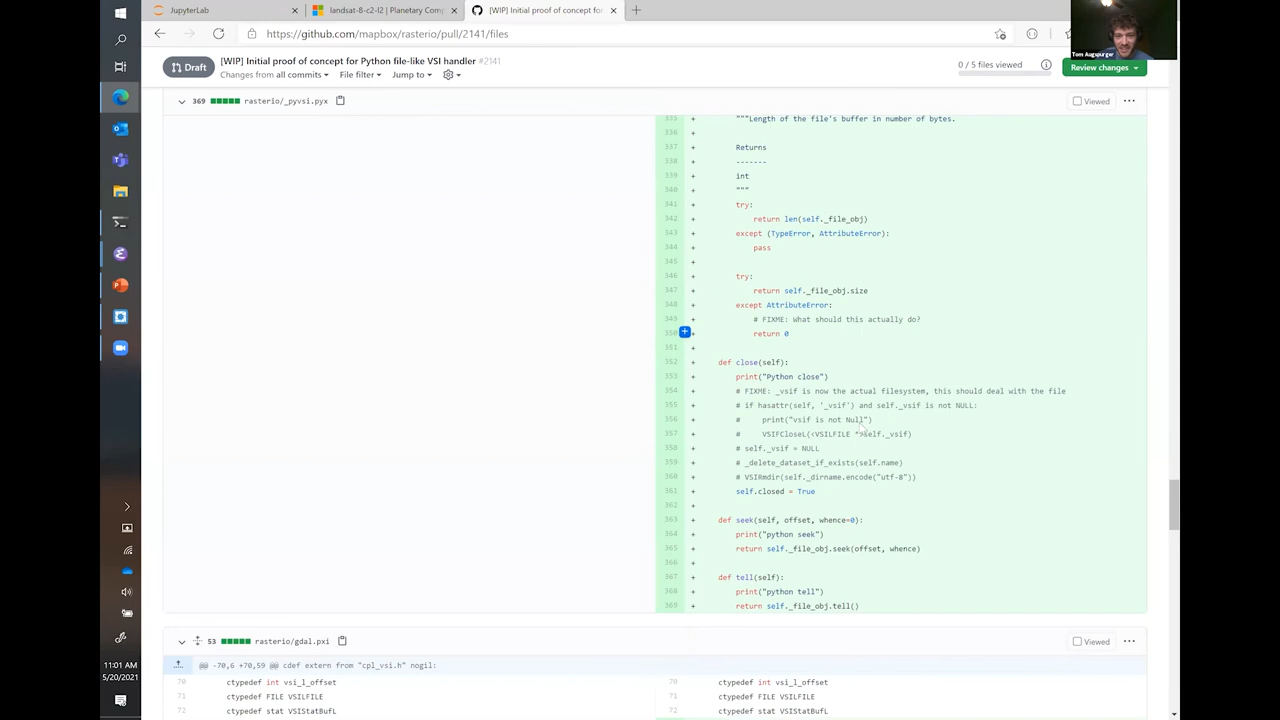 JupyterLab
landsat-8-c2-l2 | Planetary Comp
[WIP] Initial proof of concept for
https://github.com/mapbox/rasterio/pull/2141/files
Tom Augspurger
Draft
[WIP] Initial proof of concept for Python file-like VSI handler #2141
Changes from all commits
File filter
Jump to
0 / 5 files viewed
Review changes
369 rasterio/_pyvsi.pyx
Viewed
335 + """Length of the file's buffer in number of bytes.
336 +
337 + Returns
338 + -------
339 + int
340 + """
341 + try:
342 + return len(self._file_obj)
343 + except (TypeError, AttributeError):
344 + pass
345 +
346 + try:
347 + return self._file_obj.size
348 + except AttributeError:
349 + # FIXME: What should this actually do?
350 + return 0
351 +
352 + def close(self):
353 + print("Python close")
354 + # FIXME: _vsif is now the actual filesystem, this should deal with the file
355 + # if hasattr(self, '_vsif') and self._vsif is not NULL:
356 + #     print("vsif is not Null")
357 + #     VSIFCloseL(<VSILFILE *>self._vsif)
358 + # self._vsif = NULL
359 + # _delete_dataset_if_exists(self.name)
360 + # VSIRmdir(self._dirname.encode("utf-8"))
361 + self.closed = True
362 +
363 + def seek(self, offset, whence=0):
364 + print("python seek")
365 + return self._file_obj.seek(offset, whence)
366 +
367 + def tell(self):
368 + print("python tell")
369 + return self._file_obj.tell()
53 rasterio/gdal.pxi
Viewed
@@ -70,6 +70,59 @@ cdef extern from "cpl_vsi.h" nogil:
70 ctypedef int vsi_l_offset 70 ctypedef int vsi_l_offset
71 ctypedef FILE VSILFILE 71 ctypedef FILE VSILFILE
72 ctypedef stat VSIStatBufL 72 ctypedef stat VSIStatBufL
11:01 AM
5/20/2021